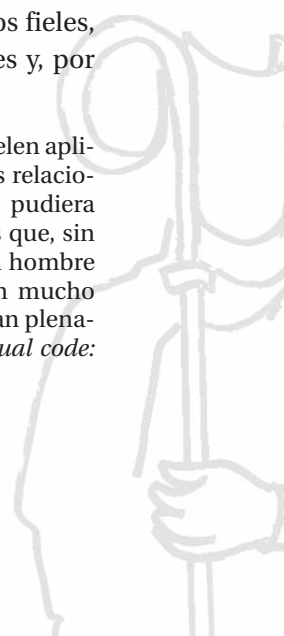 os fieles,
es y, por
elen apli-
s relacio-
pudiera
s que, sin
hombre
n mucho
an plena-
ual code: